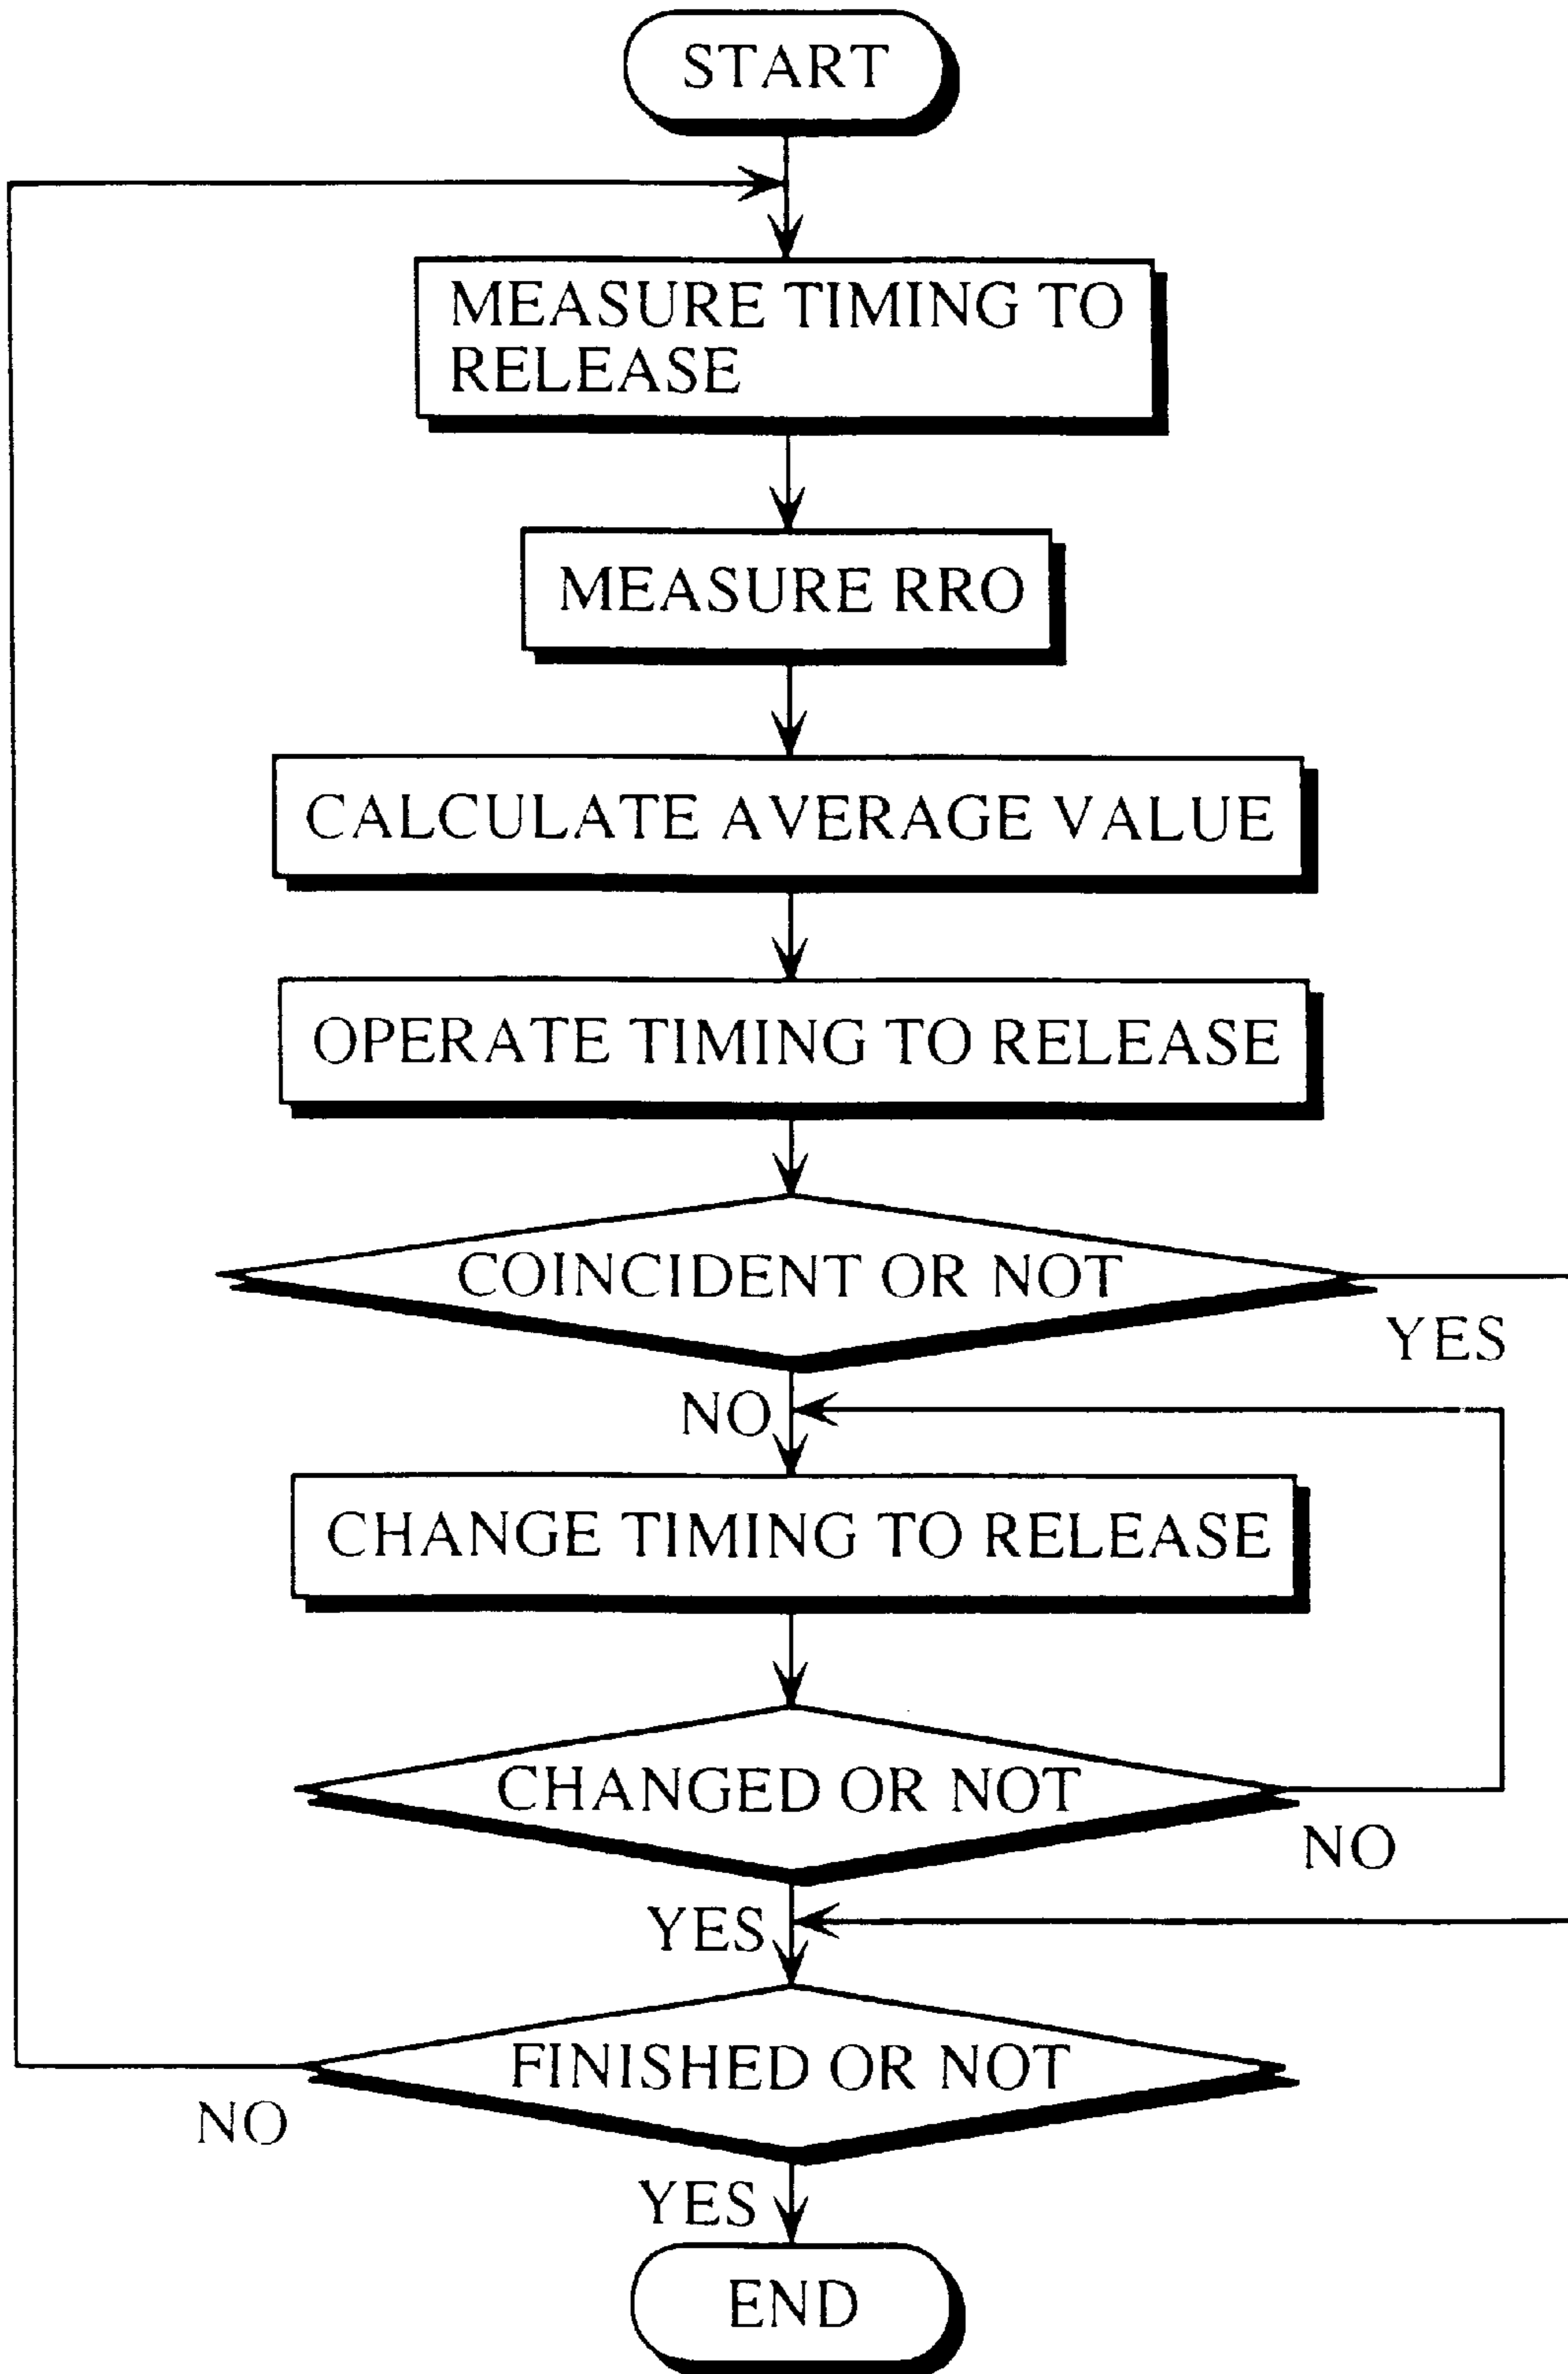 START
MEASURE TIMING TO
RELEASE
MEASURE RRO
CALCULATE AVERAGE VALUE
OPERATE TIMING TO RELEASE
COINCIDENT OR NOT
YES
NO
CHANGE TIMING TO RELEASE
CHANGED OR NOT
NO
YES
FINISHED OR NOT
NO
YES
END